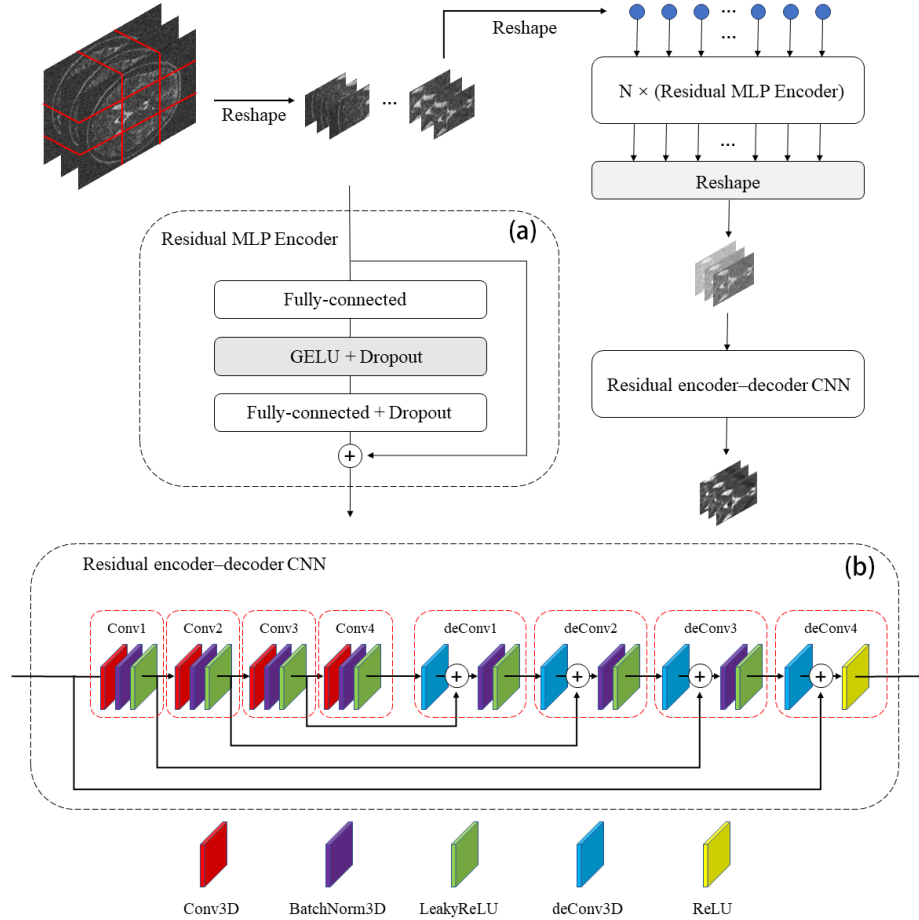 Reshape
...
Reshape
...
...
N × (Residual MLP Encoder)
...
Reshape
Residual encoder–decoder CNN
(a)
Residual MLP Encoder
Fully-connected
GELU + Dropout
Fully-connected + Dropout
+
(b)
Residual encoder–decoder CNN
Conv1
Conv2
Conv3
Conv4
deConv1
deConv2
deConv3
deConv4
+
+
+
+
Conv3D
BatchNorm3D
LeakyReLU
deConv3D
ReLU